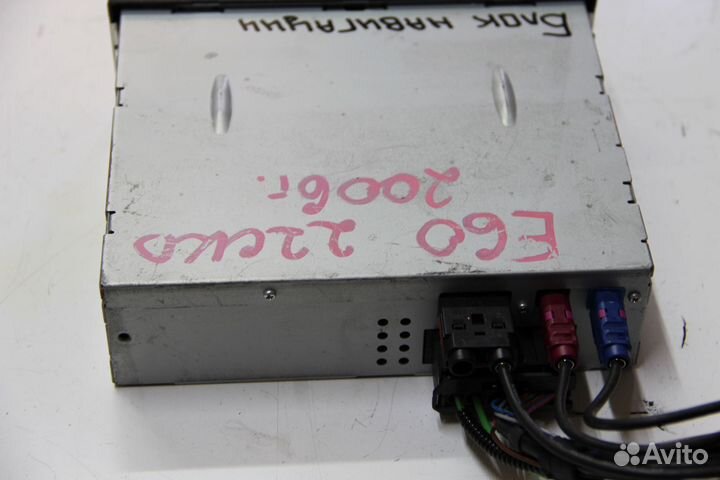 E60
2006г.
Блок навигации
Avito